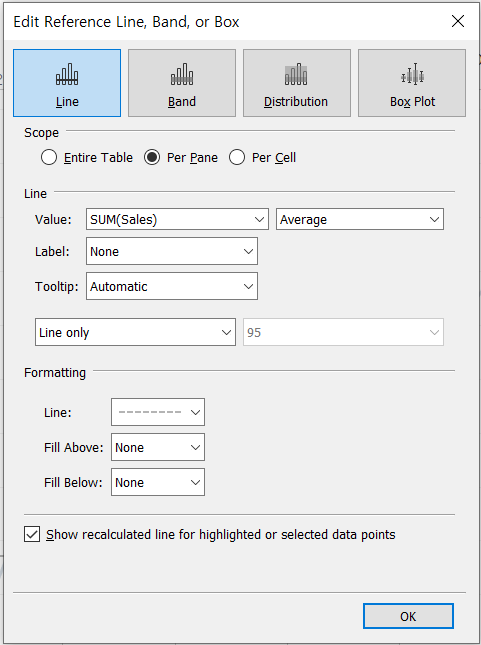 Edit Reference Line, Band, or Box
Line
Band
Distribution
Box Plot
Scope
Entire Table
Per Pane
Per Cell
Line
Value:
SUM(Sales)
Average
Label:
None
Tooltip:
Automatic
Line only
95
Formatting
Line:
Fill Above:
None
Fill Below:
None
Show recalculated line for highlighted or selected data points
OK